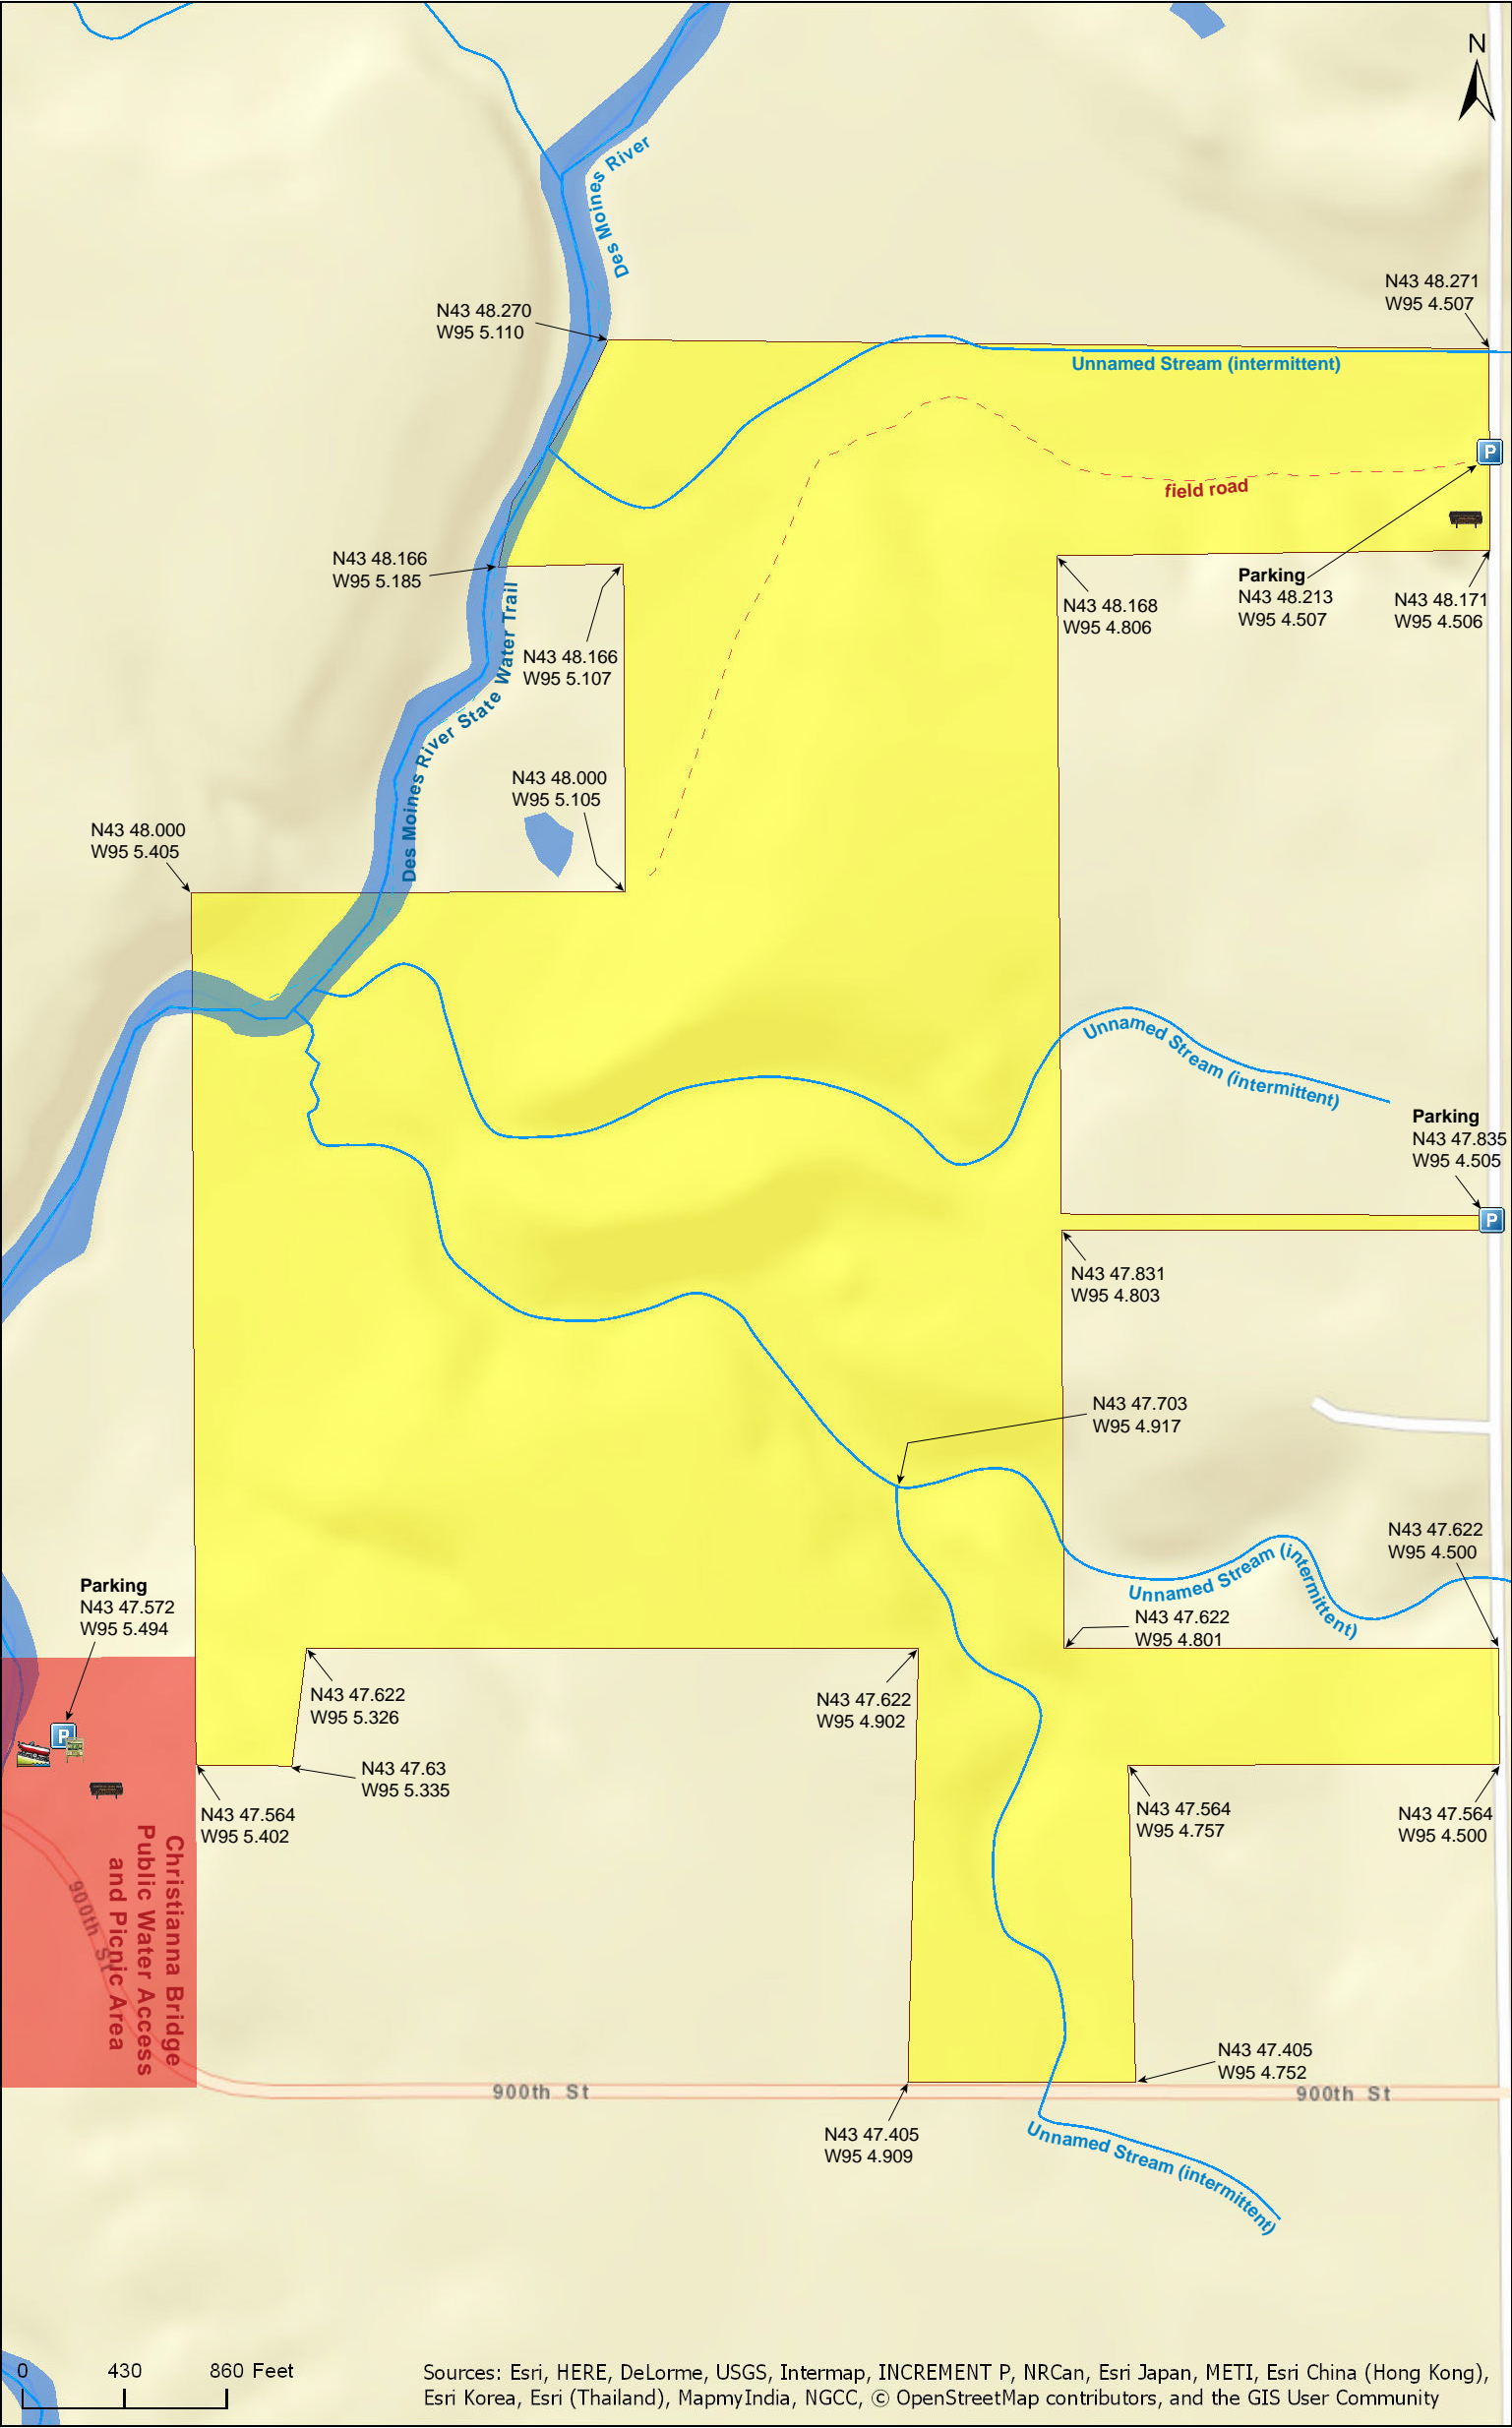 N
Des Moines River
N43 48.271
W95 4.507
N43 48.270
W95 5.110
Unnamed Stream (intermittent)
field road
N43 48.166
W95 5.185
Parking
N43 48.213
W95 4.507
N43 48.171
W95 4.506
N43 48.168
W95 4.806
N43 48.166
W95 5.107
Des Moines River State Water Trail
N43 48.000
W95 5.105
N43 48.000
W95 5.405
Unnamed Stream (intermittent)
Parking
N43 47.835
W95 4.505
N43 47.831
W95 4.803
N43 47.703
W95 4.917
N43 47.622
W95 4.500
Unnamed Stream (intermittent)
Parking
N43 47.572
W95 5.494
N43 47.622
W95 4.801
N43 47.622
W95 5.326
N43 47.622
W95 4.902
N43 47.63
W95 5.335
N43 47.564
W95 5.402
N43 47.564
W95 4.757
N43 47.564
W95 4.500
Christianna Bridge
Public Water Access
and Picnic Area
900th St
N43 47.405
W95 4.752
900th St
900th St
N43 47.405
W95 4.909
Unnamed Stream (intermittent)
0 430 860 Feet
Sources: Esri, HERE, DeLorme, USGS, Intermap, INCREMENT P, NRCan, Esri Japan, METI, Esri China (Hong Kong),
Esri Korea, Esri (Thailand), MapmyIndia, NGCC, © OpenStreetMap contributors, and the GIS User Community
P
P
P